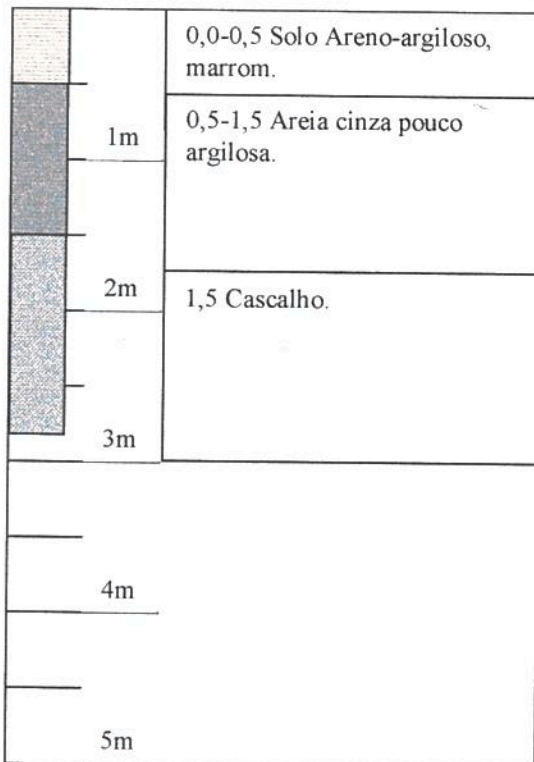 0,0-0,5 Solo Areno-argiloso,
marrom.
0,5-1,5 Areia cinza pouco
argilosa.
1m
2m
1,5 Cascalho.
3m
4m
5m